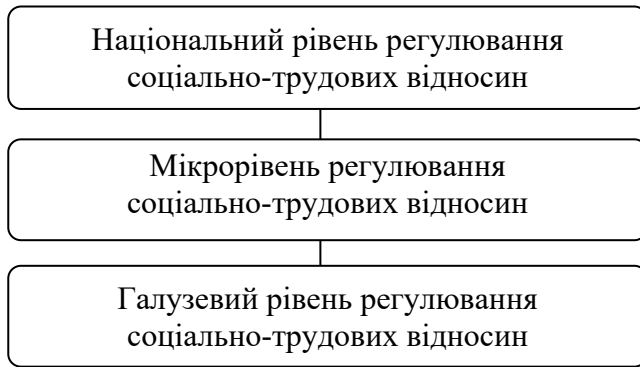 Національний рівень регулювання
соціально-трудових відносин
Мікрорівень регулювання
соціально-трудових відносин
Галузевий рівень регулювання
соціально-трудових відносин